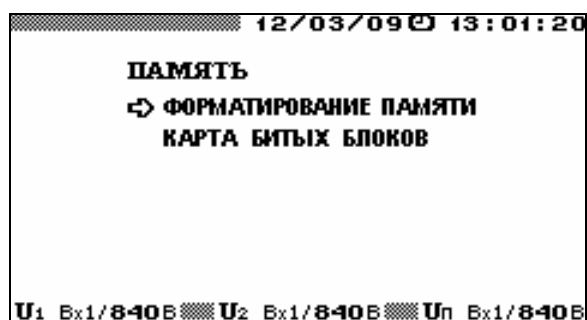 12/03/09 13:01:20
ПАМЯТЬ
ФОРМАТИРОВАНИЕ ПАМЯТИ
КАРТА БИТЫХ БЛОКОВ
U1 Вх1/840В U2 Вх1/840В Uп Вх1/840В